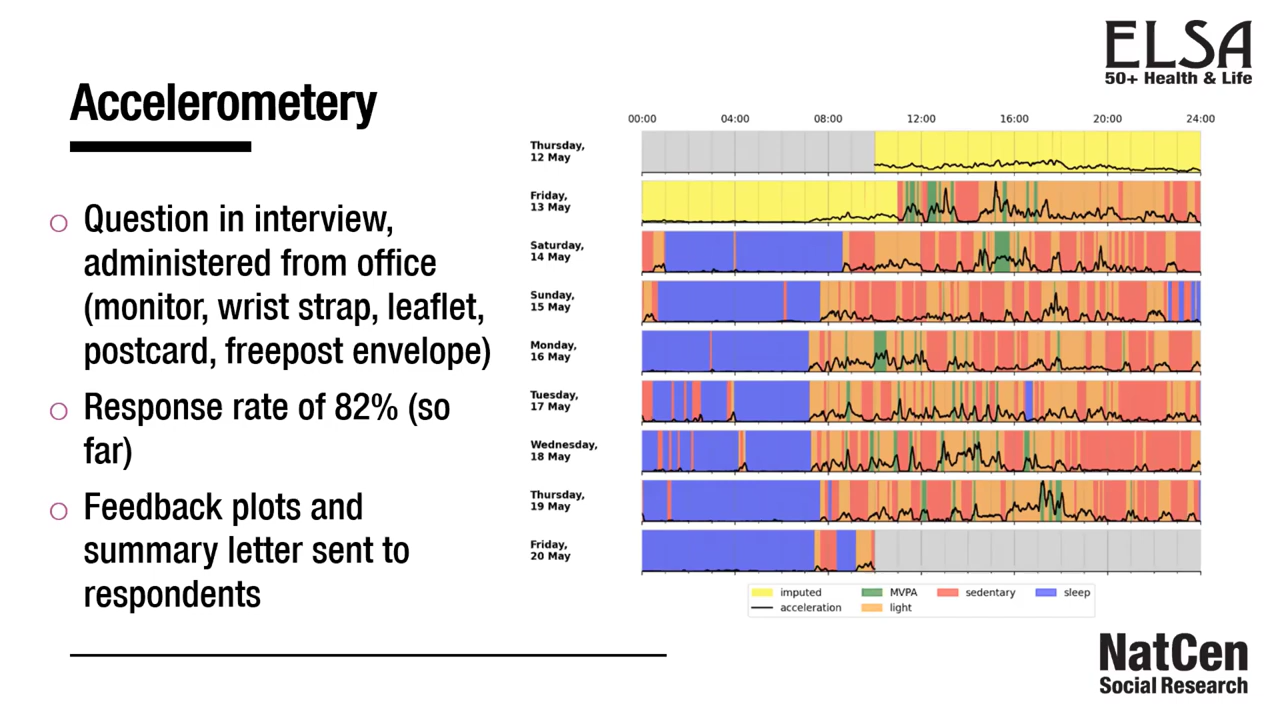 ELSA
50+ Health & Life
Accelerometery
Question in interview,
administered from office
(monitor, wrist strap, leaflet,
postcard, freepost envelope)
Response rate of 82% (so
far)
Feedback plots and
summary letter sent to
respondents
00:00 04:00 08:00 12:00 16:00 20:00 24:00
Thursday,
12 May
Friday,
13 May
Saturday,
14 May
Sunday,
15 May
Monday,
16 May
Tuesday,
17 May
Wednesday,
18 May
Thursday,
19 May
Friday,
20 May
imputed MVPA sedentary sleep
acceleration light
NatCen
Social Research